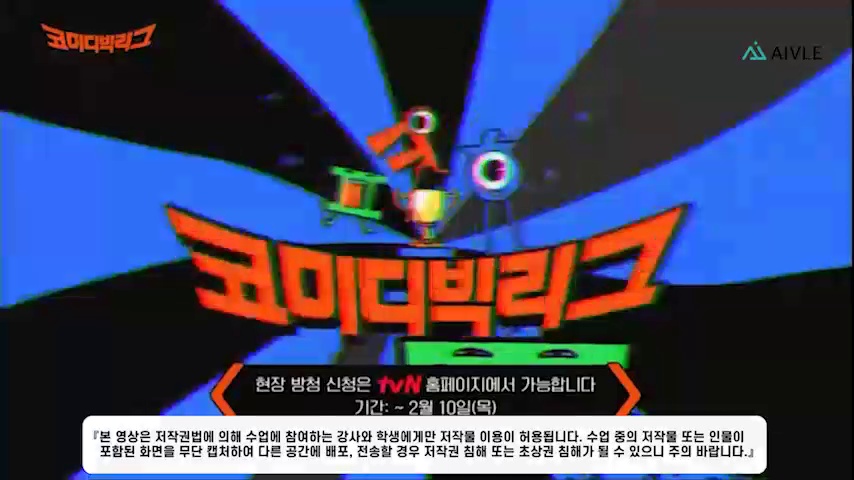 코미디빅리그
AIVLE
코미디빅리그
현장 방청 신청은 tvN 홈페이지에서 가능합니다
기간: ~ 2월 10일(목)
『본 영상은 저작권법에 의해 수업에 참여하는 강사와 학생에게만 저작물 이용이 허용됩니다. 수업 중의 저작물 또는 인물이
포함된 화면을 무단 캡처하여 다른 공간에 배포, 전송할 경우 저작권 침해 또는 초상권 침해가 될 수 있으니 주의 바랍니다.』